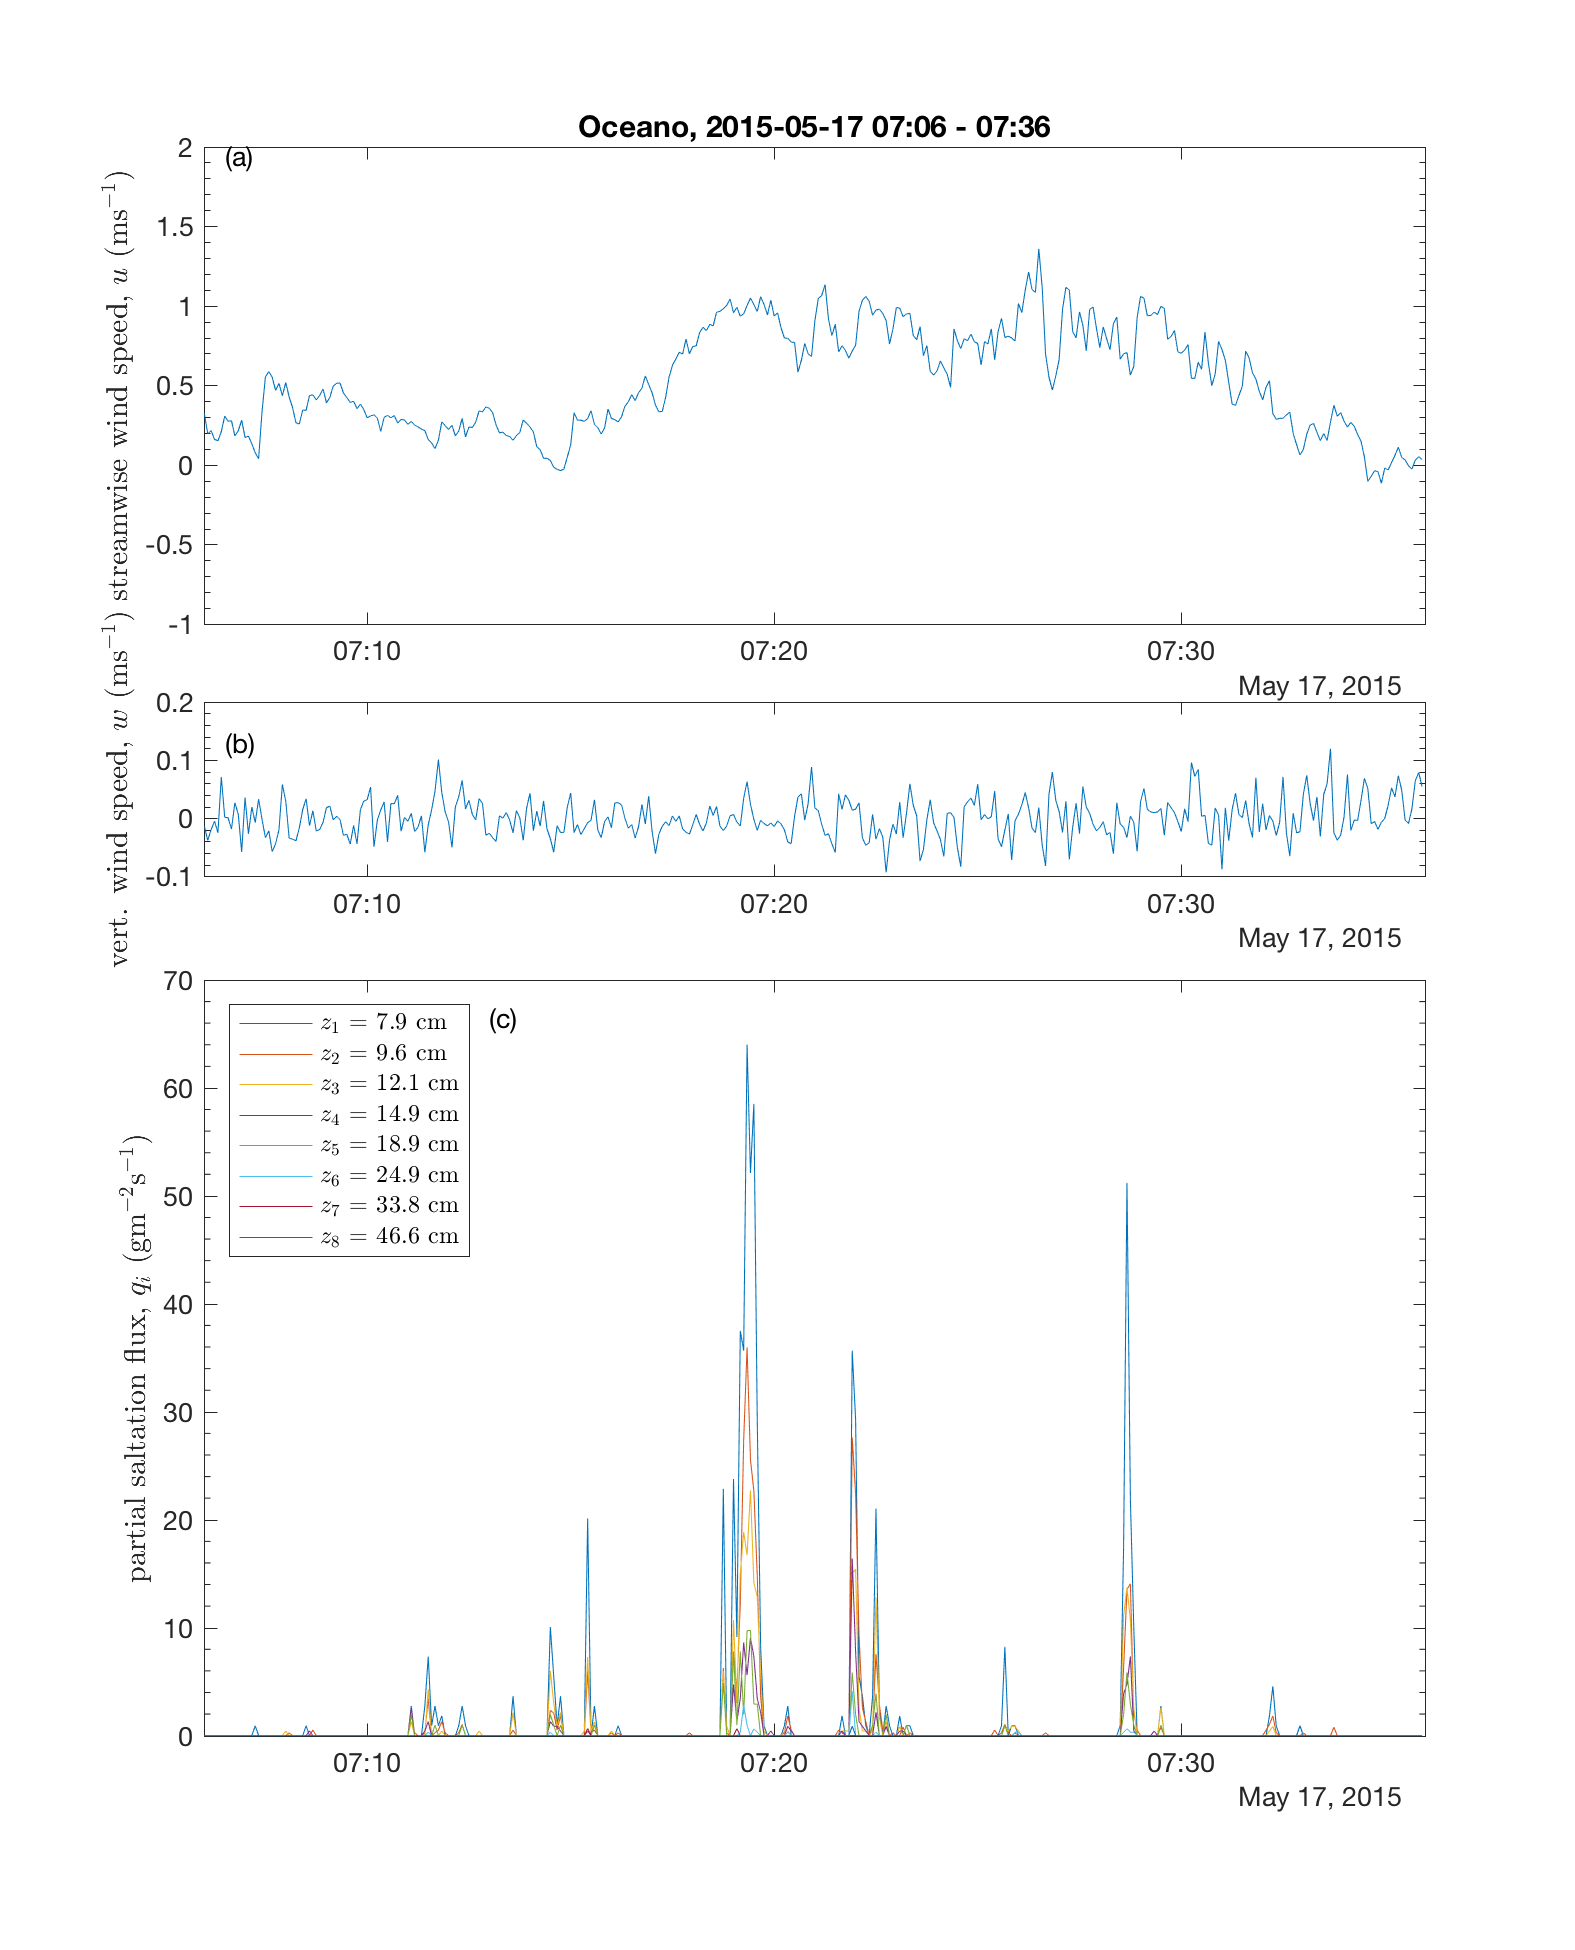 Oceano, 2015-05-17 07:06 - 07:36
(a)
streamwise wind speed, u (ms⁻¹)
2
1.5
1
0.5
0
-0.5
-1
07:10 07:20 07:30
May 17, 2015
(b)
vert. wind speed, w (ms⁻¹)
0.2
0.1
0
-0.1
07:10 07:20 07:30
May 17, 2015
(c)
partial saltation flux, qᵢ (gm⁻²s⁻¹)
70
60
50
40
30
20
10
0
z₁ = 7.9 cm
z₂ = 9.6 cm
z₃ = 12.1 cm
z₄ = 14.9 cm
z₅ = 18.9 cm
z₆ = 24.9 cm
z₇ = 33.8 cm
z₈ = 46.6 cm
07:10 07:20 07:30
May 17, 2015